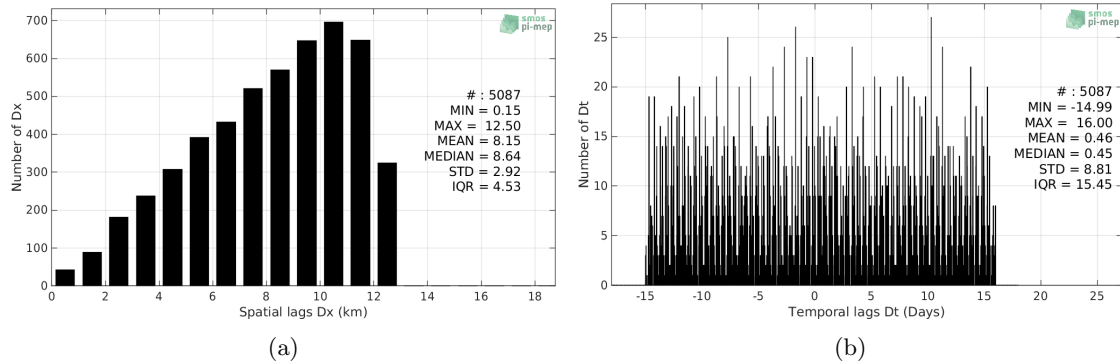 smos
pi-mep
700
600
500
400
300
200
100
0
Number of Dx
# : 5087
MIN = 0.15
MAX = 12.50
MEAN = 8.15
MEDIAN = 8.64
STD = 2.92
IQR = 4.53
0 2 4 6 8 10 12 14 16 18
Spatial lags Dx (km)
(a)
smos
pi-mep
25
20
15
10
5
0
Number of Dt
# : 5087
MIN = -14.99
MAX = 16.00
MEAN = 0.46
MEDIAN = 0.45
STD = 8.81
IQR = 15.45
-15 -10 -5 0 5 10 15 20 25
Temporal lags Dt (Days)
(b)